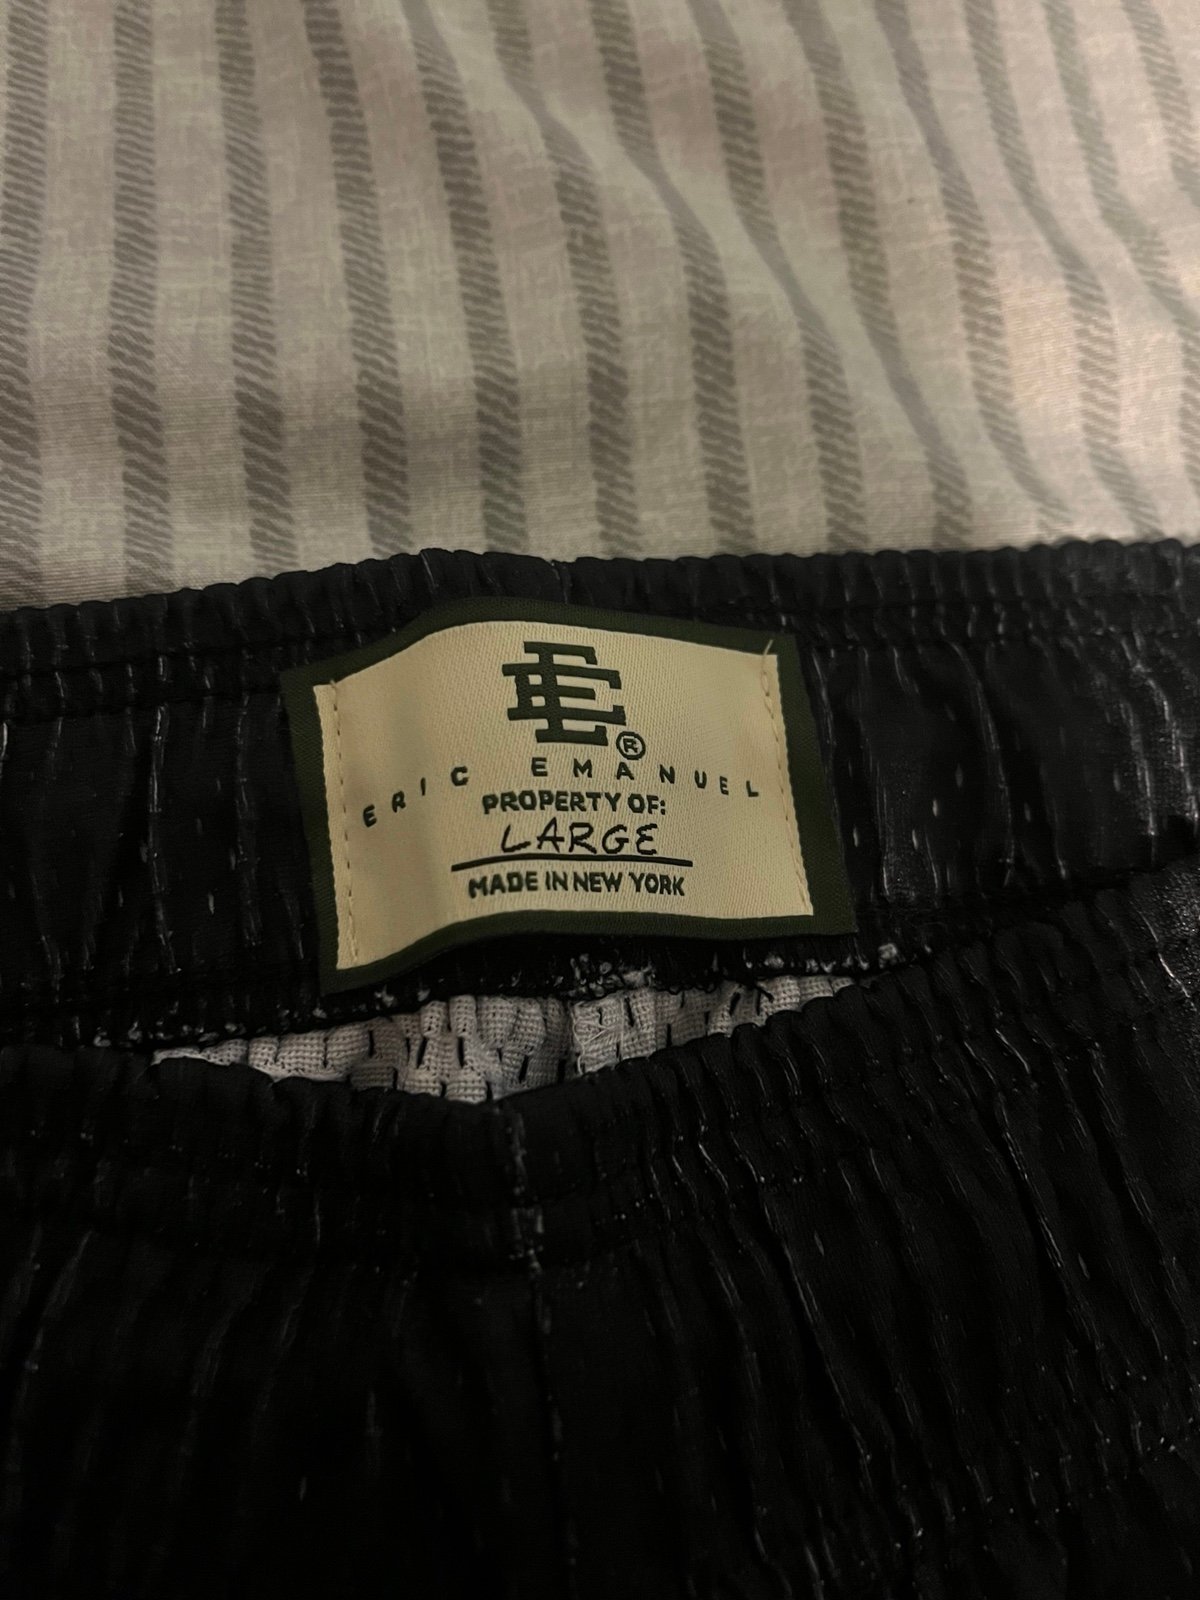 EE
®
ERIC EMANUEL
PROPERTY OF:
LARGE
MADE IN NEW YORK